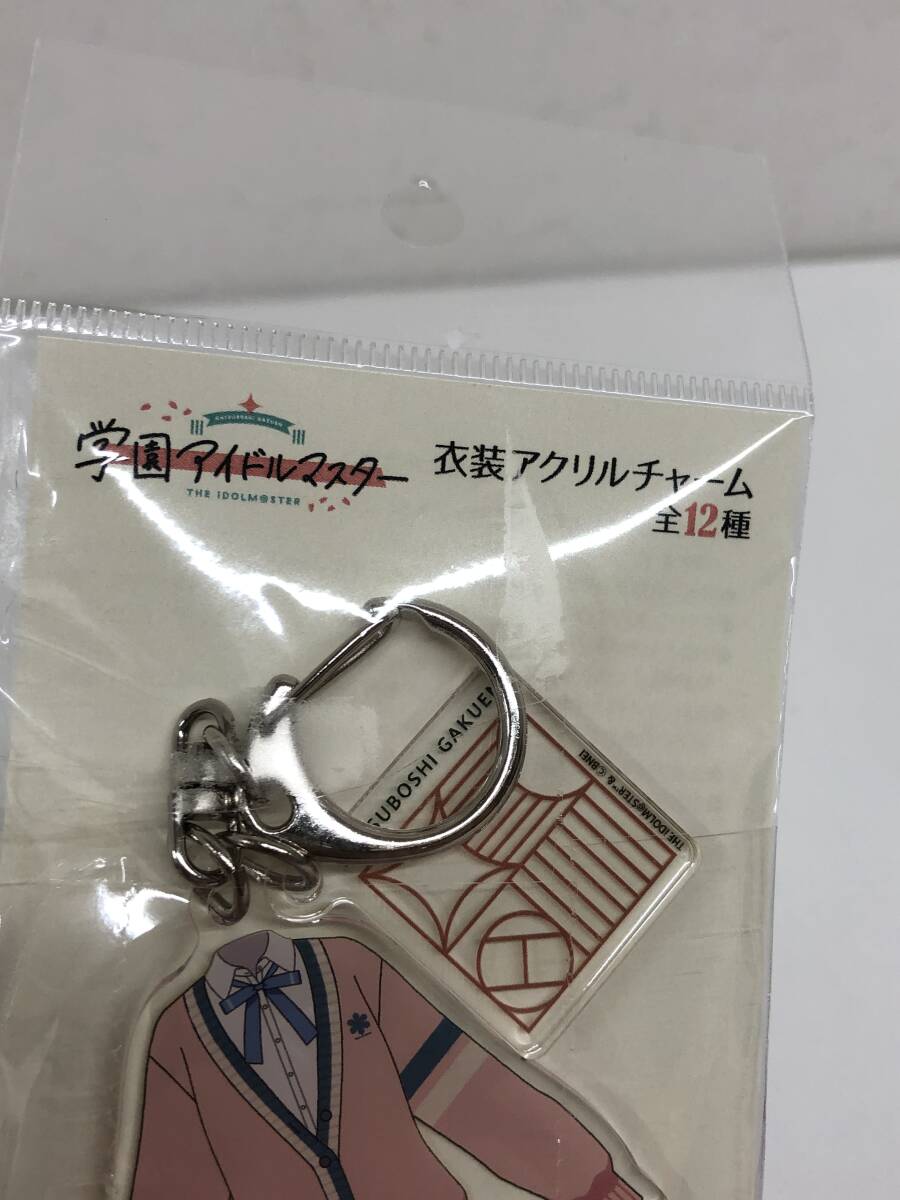 HATSUBOSHI GAKUEN
学園アイドルマスター
THE IDOLM@STER
衣装アクリルチャーム
全12種
SUBOSHI GAKUEN
THE IDOLM@STER™& ©BNEI